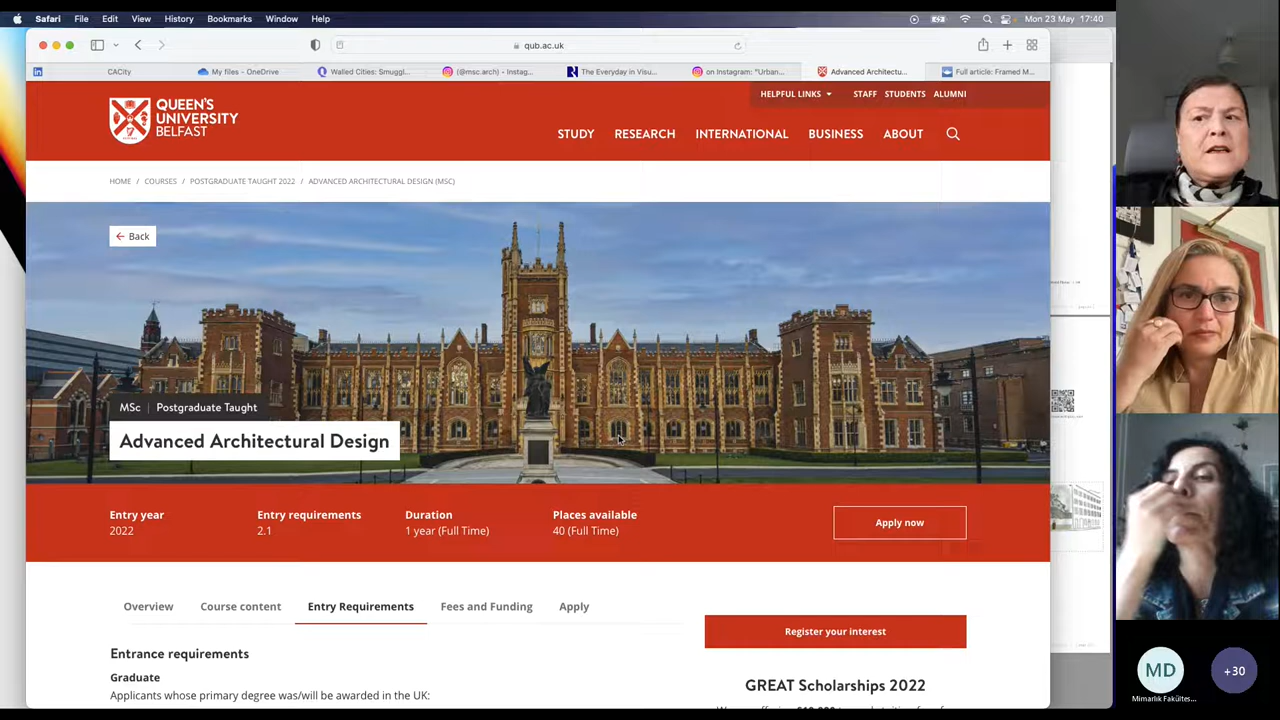 Safari File Edit View History Bookmarks Window Help Mon 23 May 17:40
qub.ac.uk
CACity My files - OneDrive Walled Cities: Smuggl... (@msc.arch) - Instag... The Everyday in Visu... on Instagram: "Urban... Advanced Architectu... Full article: Framed M...
HELPFUL LINKS STAFF STUDENTS ALUMNI
QUEEN'S
UNIVERSITY
BELFAST
STUDY RESEARCH INTERNATIONAL BUSINESS ABOUT
HOME / COURSES / POSTGRADUATE TAUGHT 2022 / ADVANCED ARCHITECTURAL DESIGN (MSC)
Back
MSc | Postgraduate Taught
Advanced Architectural Design
Entry year Entry requirements Duration Places available
2022 2.1 1 year (Full Time) 40 (Full Time)
Apply now
Overview Course content Entry Requirements Fees and Funding Apply
Register your interest
Entrance requirements
Graduate
GREAT Scholarships 2022
Applicants whose primary degree was/will be awarded in the UK:
MD +30
Mimarlık Fakültes...